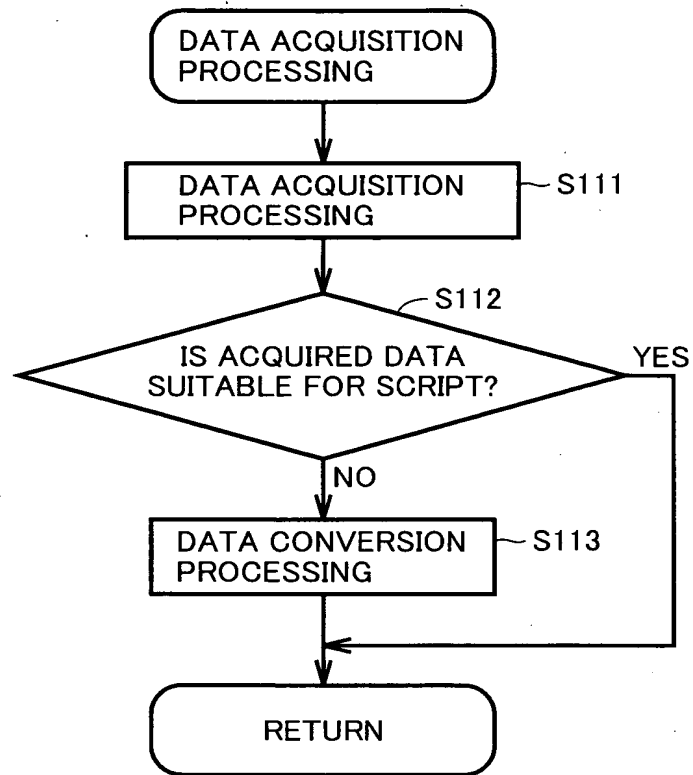 DATA ACQUISITION
PROCESSING
DATA ACQUISITION
PROCESSING
S111
S112
IS ACQUIRED DATA
SUITABLE FOR SCRIPT?
YES
NO
DATA CONVERSION
PROCESSING
S113
RETURN